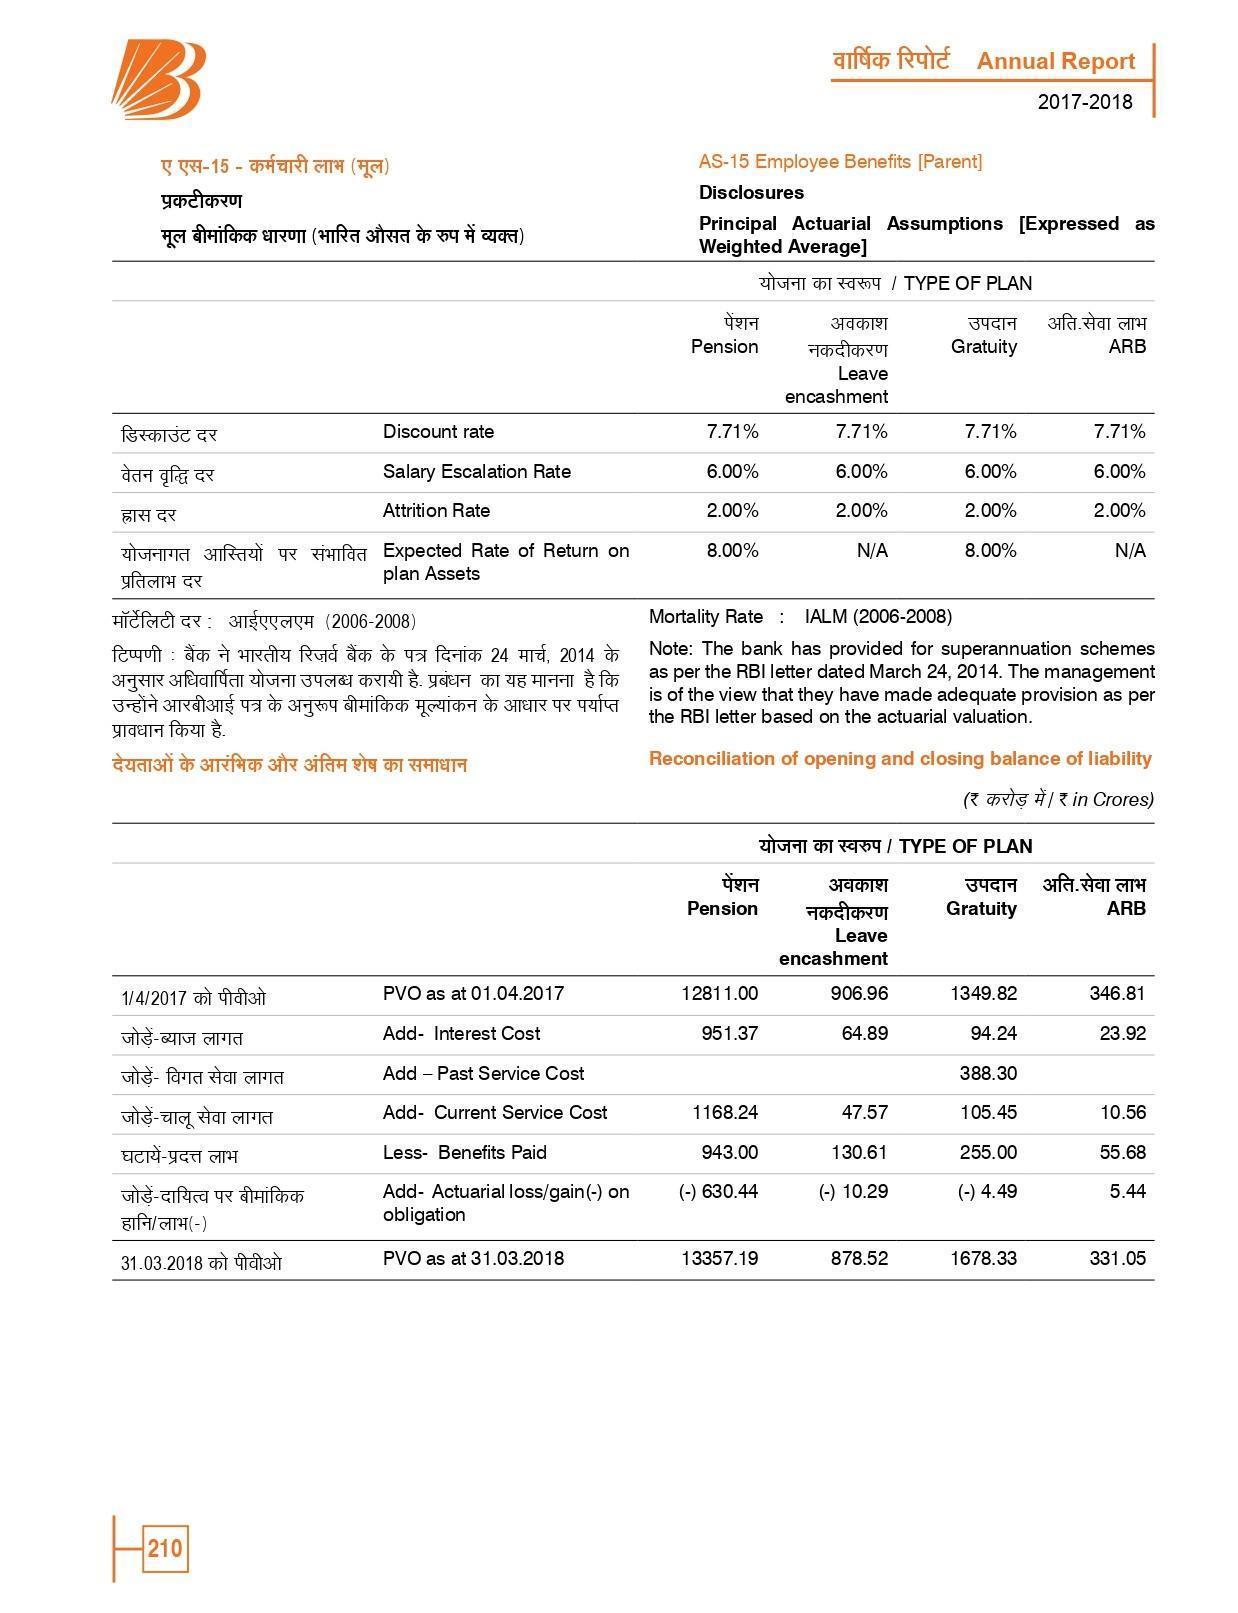 वार्षिक रिपोर्ट Annual Report
2017-2018
ए एस-15 - कर्मचारी लाभ (मूल)
प्रकटीकरण
मूल बीमांकिक धारणा (भारित औसत के रुप में व्यक्त)
AS-15 Employee Benefits [Parent]
Disclosures
Principal Actuarial Assumptions [Expressed as
Weighted Average]
योजना का स्वरूप / TYPE OF PLAN
पेंशन अवकाश उपदान अति.सेवा लाभ
Pension नकदीकरण Gratuity ARB
Leave
encashment
डिस्काउंट दर Discount rate 7.71% 7.71% 7.71% 7.71%
वेतन वृद्धि दर Salary Escalation Rate 6.00% 6.00% 6.00% 6.00%
ह्रास दर Attrition Rate 2.00% 2.00% 2.00% 2.00%
योजनागत आस्तियों पर संभावित Expected Rate of Return on 8.00% N/A 8.00% N/A
प्रतिलाभ दर plan Assets
मॉर्टेलिटी दर : आईएएलएम (2006-2008)
टिप्पणी : बैंक ने भारतीय रिजर्व बैंक के पत्र दिनांक 24 मार्च, 2014 के
अनुसार अधिवार्षिता योजना उपलब्ध करायी है. प्रबंधन का यह मानना है कि
उन्होंने आरबीआई पत्र के अनुरूप बीमांकिक मूल्यांकन के आधार पर पर्याप्त
प्रावधान किया है.
देयताओं के आरंभिक और अंतिम शेष का समाधान
Mortality Rate : IALM (2006-2008)
Note: The bank has provided for superannuation schemes
as per the RBI letter dated March 24, 2014. The management
is of the view that they have made adequate provision as per
the RBI letter based on the actuarial valuation.
Reconciliation of opening and closing balance of liability
(₹ करोड़ में / ₹ in Crores)
योजना का स्वरुप / TYPE OF PLAN
पेंशन अवकाश उपदान अति.सेवा लाभ
Pension नकदीकरण Gratuity ARB
Leave
encashment
1/4/2017 को पीवीओ PVO as at 01.04.2017 12811.00 906.96 1349.82 346.81
जोड़ें-ब्याज लागत Add- Interest Cost 951.37 64.89 94.24 23.92
जोड़ें- विगत सेवा लागत Add – Past Service Cost 388.30
जोड़ें-चालू सेवा लागत Add- Current Service Cost 1168.24 47.57 105.45 10.56
घटायें-प्रदत्त लाभ Less- Benefits Paid 943.00 130.61 255.00 55.68
जोड़ें-दायित्व पर बीमांकिक Add- Actuarial loss/gain(-) on (-) 630.44 (-) 10.29 (-) 4.49 5.44
हानि/लाभ(-) obligation
31.03.2018 को पीवीओ PVO as at 31.03.2018 13357.19 878.52 1678.33 331.05
210